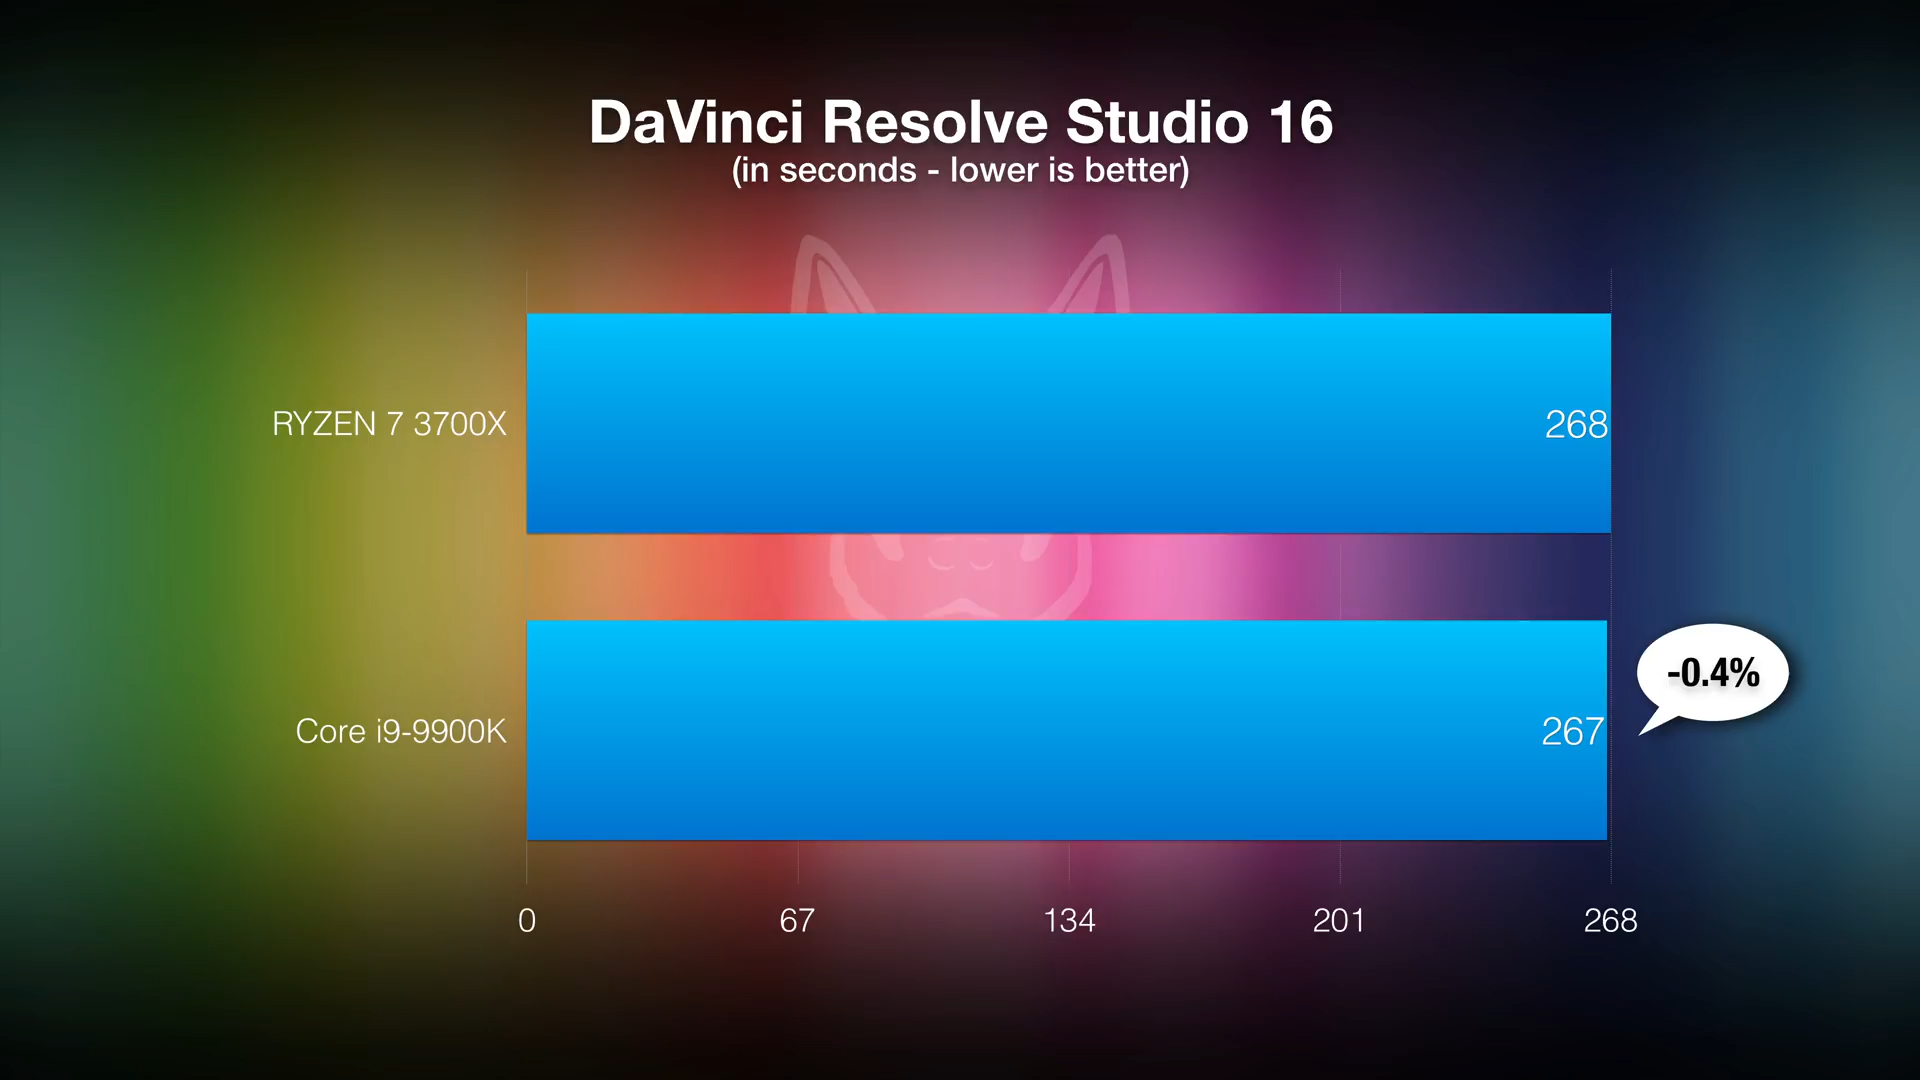 DaVinci Resolve Studio 16
(in seconds - lower is better)
RYZEN 7 3700X
268
Core i9-9900K
267
-0.4%
0
67
134
201
268